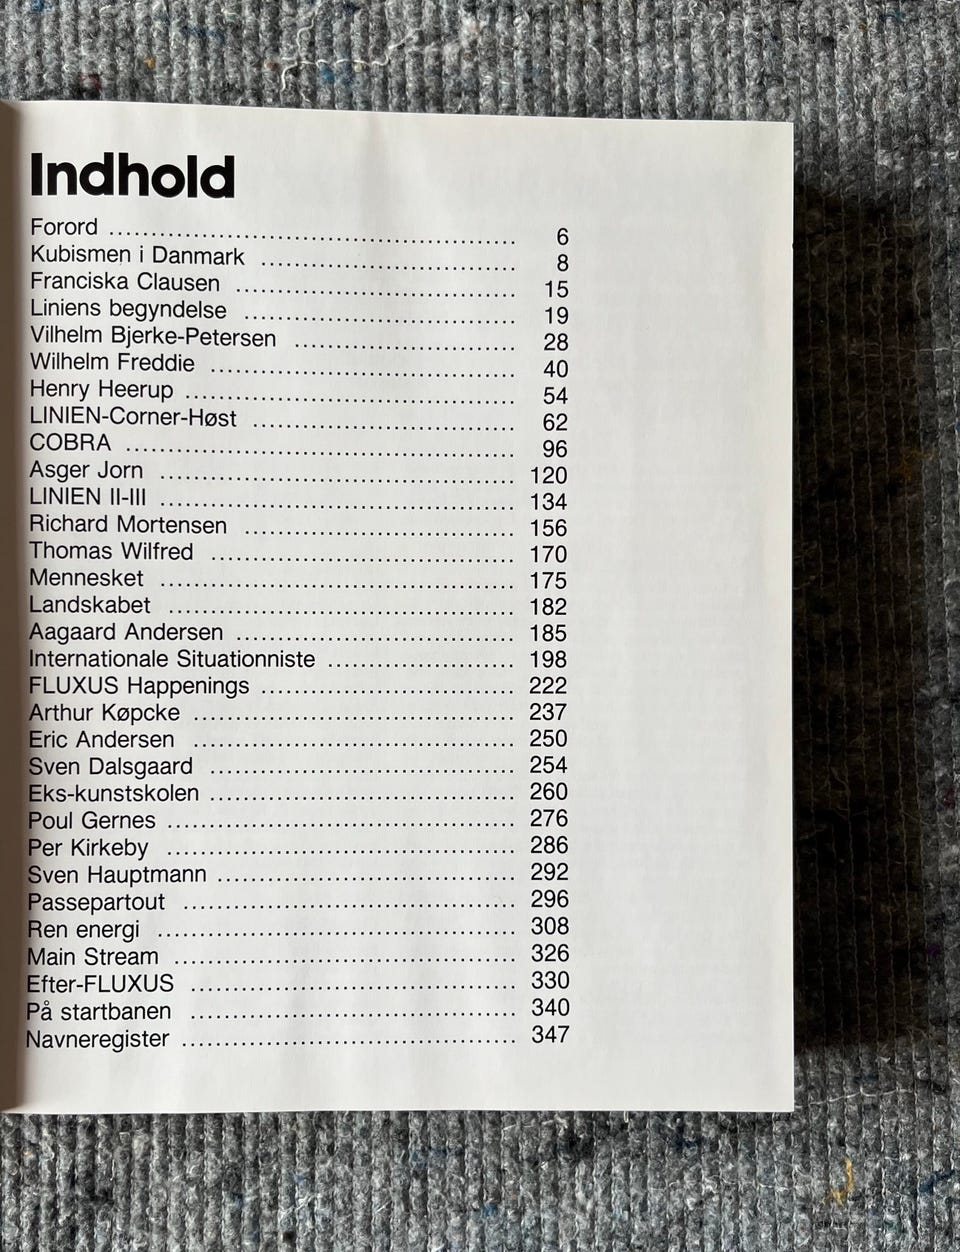 Indhold
Forord ................................................ 6
Kubismen i Danmark .............................. 8
Franciska Clausen ................................. 15
Liniens begyndelse ................................ 19
Vilhelm Bjerke-Petersen .......................... 28
Wilhelm Freddie .................................... 40
Henry Heerup ....................................... 54
LINIEN-Corner-Høst ............................... 62
COBRA .............................................. 96
Asger Jorn .......................................... 120
LINIEN II-III .......................................... 134
Richard Mortensen ................................ 156
Thomas Wilfred .................................... 170
Mennesket .......................................... 175
Landskabet ......................................... 182
Aagaard Andersen ................................. 185
Internationale Situationniste ...................... 198
FLUXUS Happenings .............................. 222
Arthur Køpcke ...................................... 237
Eric Andersen ...................................... 250
Sven Dalsgaard .................................... 254
Eks-kunstskolen .................................... 260
Poul Gernes ......................................... 276
Per Kirkeby ......................................... 286
Sven Hauptmann ................................... 292
Passepartout ....................................... 296
Ren energi .......................................... 308
Main Stream ........................................ 326
Efter-FLUXUS ...................................... 330
På startbanen ...................................... 340
Navneregister ....................................... 347